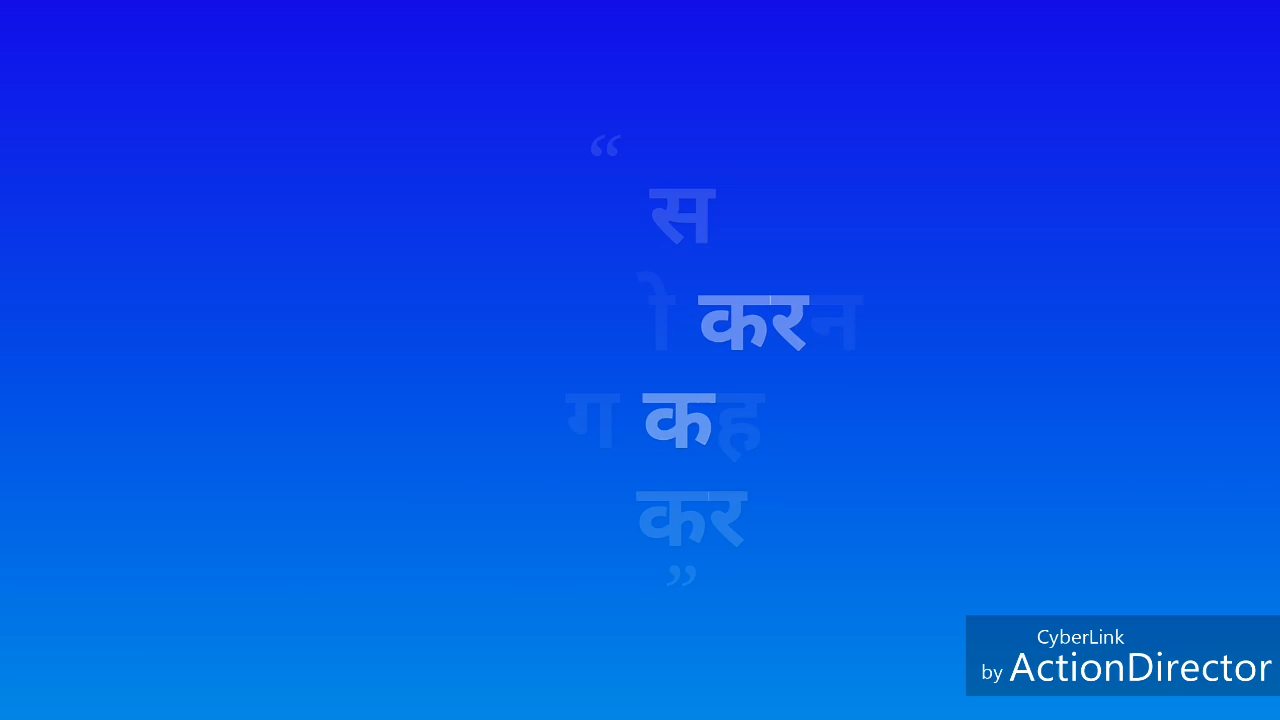 “
स
ो करन
ग कह
कर
”
CyberLink
by ActionDirector